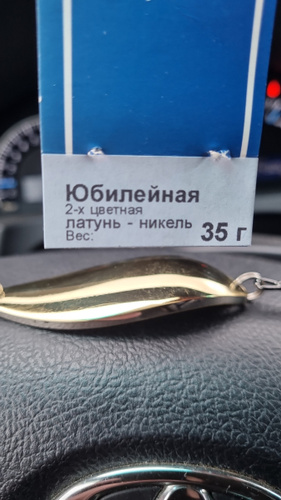 Юбилейная
2-х цветная
латунь - никель
Вес: 35 г